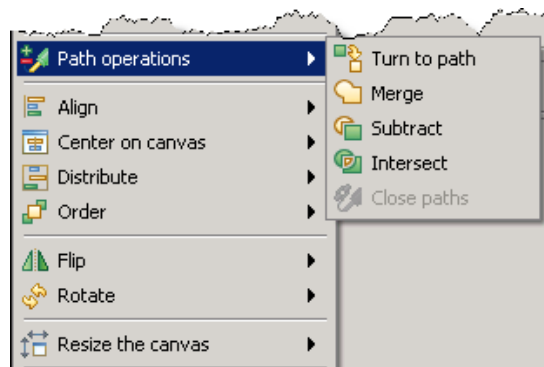 Path operations
Align
Center on canvas
Distribute
Order
Flip
Rotate
Resize the canvas
Turn to path
Merge
Subtract
Intersect
Close paths